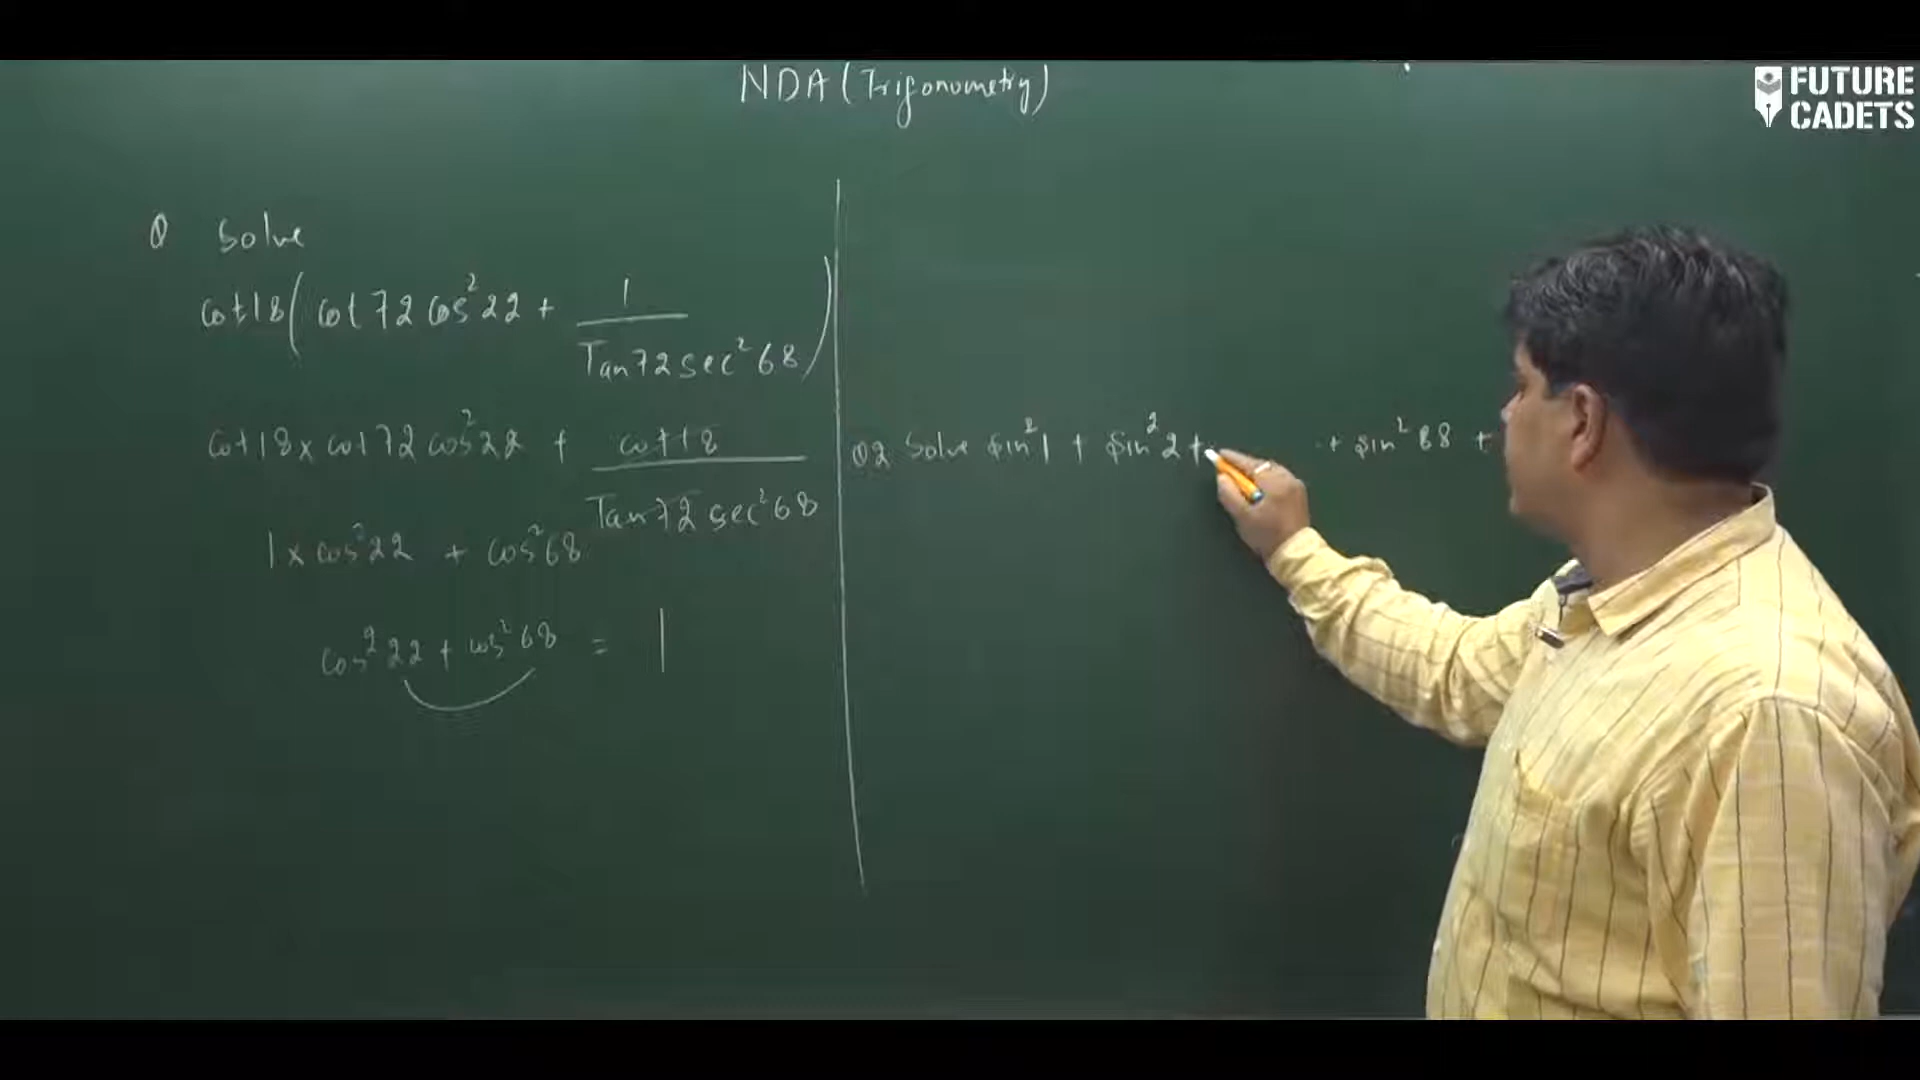 NDA (Trigonometry)
FUTURE
CADETS
Q Solve
cot18(cot72 cos²22 + 1/Tan72 sec²68)
cot18 x cot72 cos²22 + cot18/Tan72 sec²68
1 x cos²22 + cos²68
cos²22 + cos²68 = 1
Q2 Solve sin²1 + sin²2 + . + sin²88 +